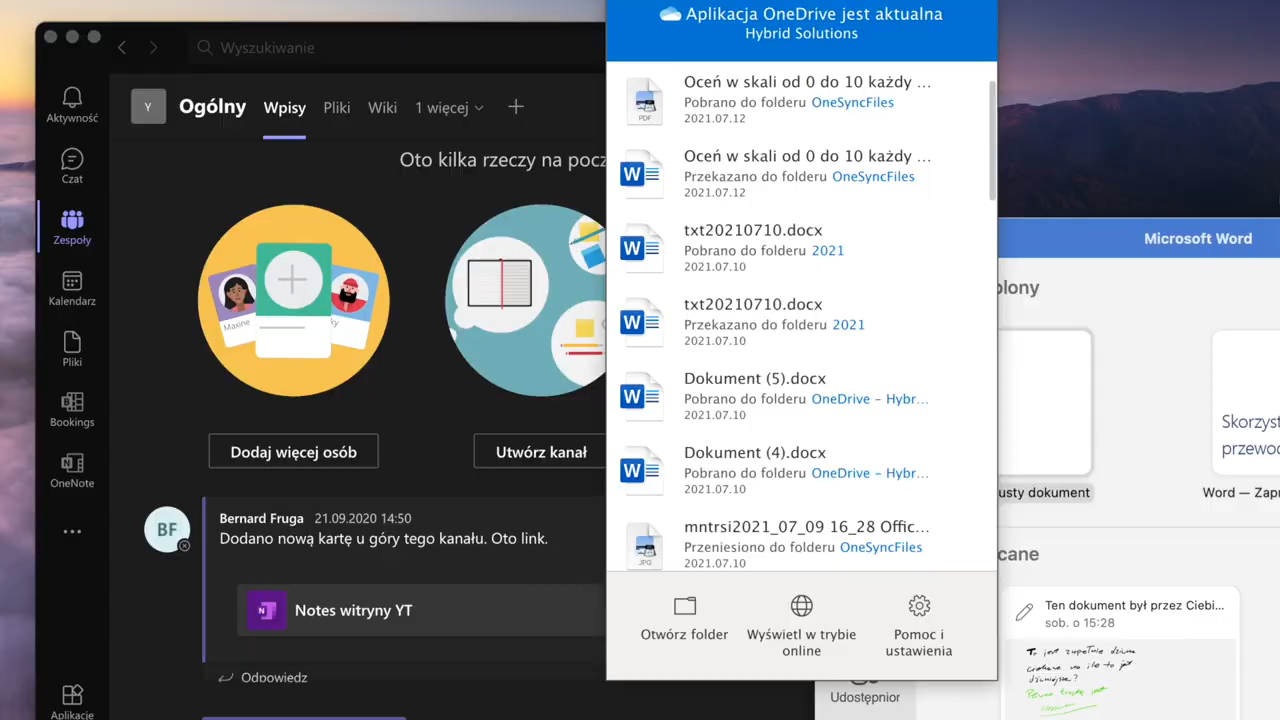 Wyszukiwanie
Aktywność
Czat
Zespoły
Kalendarz
Pliki
Bookings
OneNote
Aplikacje
Y
Ogólny
Wpisy
Pliki
Wiki
1 więcej
Oto kilka rzeczy na pocz
Maxine
Dodaj więcej osób
Utwórz kanał
BF
Bernard Fruga 21.09.2020 14:50
Dodano nową kartę u góry tego kanału. Oto link.
N
Notes witryny YT
Odpowiedz
Aplikacja OneDrive jest aktualna
Hybrid Solutions
PDF
Oceń w skali od 0 do 10 każdy ...
Pobrano do folderu OneSyncFiles
2021.07.12
W
Oceń w skali od 0 do 10 każdy ...
Przekazano do folderu OneSyncFiles
2021.07.12
W
txt20210710.docx
Pobrano do folderu 2021
2021.07.10
W
txt20210710.docx
Przekazano do folderu 2021
2021.07.10
W
Dokument (5).docx
Pobrano do folderu OneDrive – Hybr...
2021.07.10
W
Dokument (4).docx
Pobrano do folderu OneDrive – Hybr...
2021.07.10
JPG
mntrsi2021_07_09 16_28 Offic...
Przeniesiono do folderu OneSyncFiles
2021.07.10
Otwórz folder
Wyświetl w trybie
online
Pomoc i
ustawienia
Microsoft Word
blony
Skorzyst
przewod
usty dokument
Word — Zapr
cane
Ten dokument był przez Ciebi...
sob. o 15:28
To jest zupełnie
Udostępnior